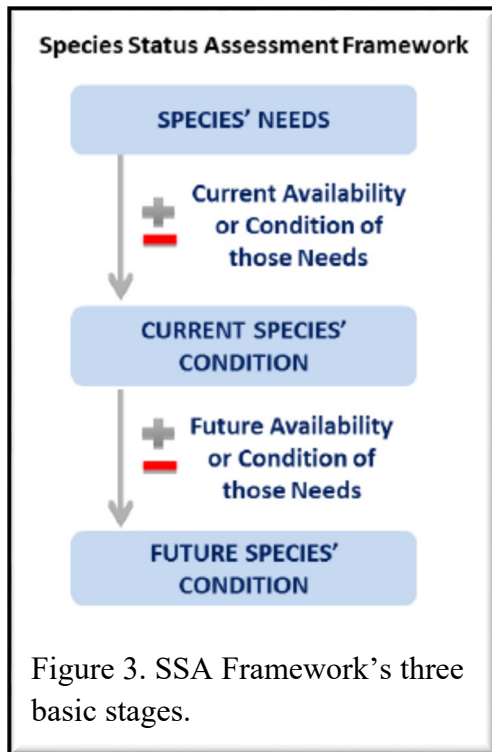 Species Status Assessment Framework
SPECIES' NEEDS
Current Availability
or Condition of
those Needs
CURRENT SPECIES'
CONDITION
Future Availability
or Condition of
those Needs
FUTURE SPECIES'
CONDITION
Figure 3. SSA Framework's three
basic stages.